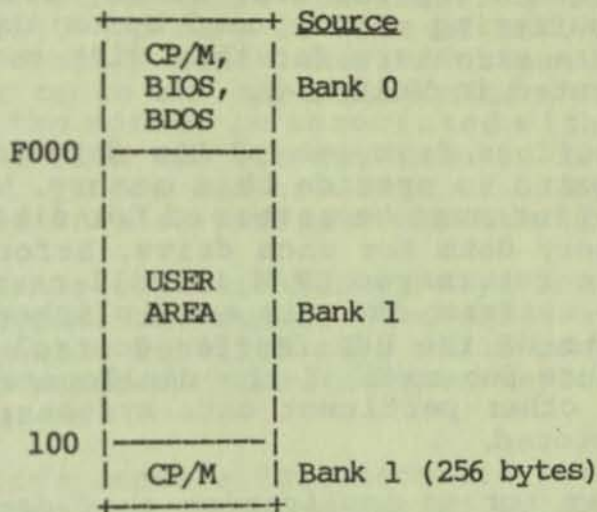 +----------+ Source
| CP/M, |
| BIOS, | Bank 0
| BDOS |
F000 |----------|
| |
| |
| USER |
| AREA | Bank 1
| |
| |
100 |----------|
| CP/M | Bank 1 (256 bytes)
+----------+